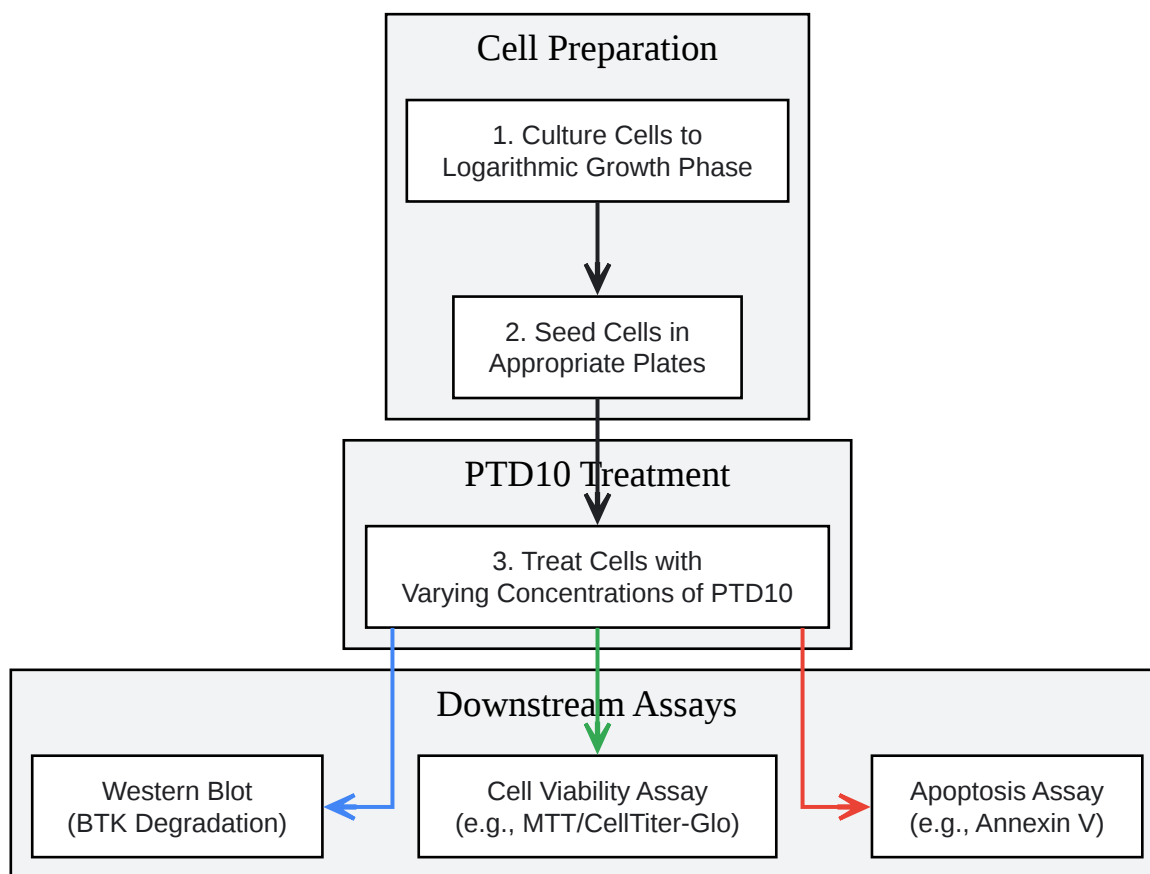 Cell Preparation
1. Culture Cells to
Logarithmic Growth Phase
2. Seed Cells in
Appropriate Plates
PTD10 Treatment
3. Treat Cells with
Varying Concentrations of PTD10
Downstream Assays
Western Blot
(BTK Degradation)
Cell Viability Assay
(e.g., MTT/CellTiter-Glo)
Apoptosis Assay
(e.g., Annexin V)